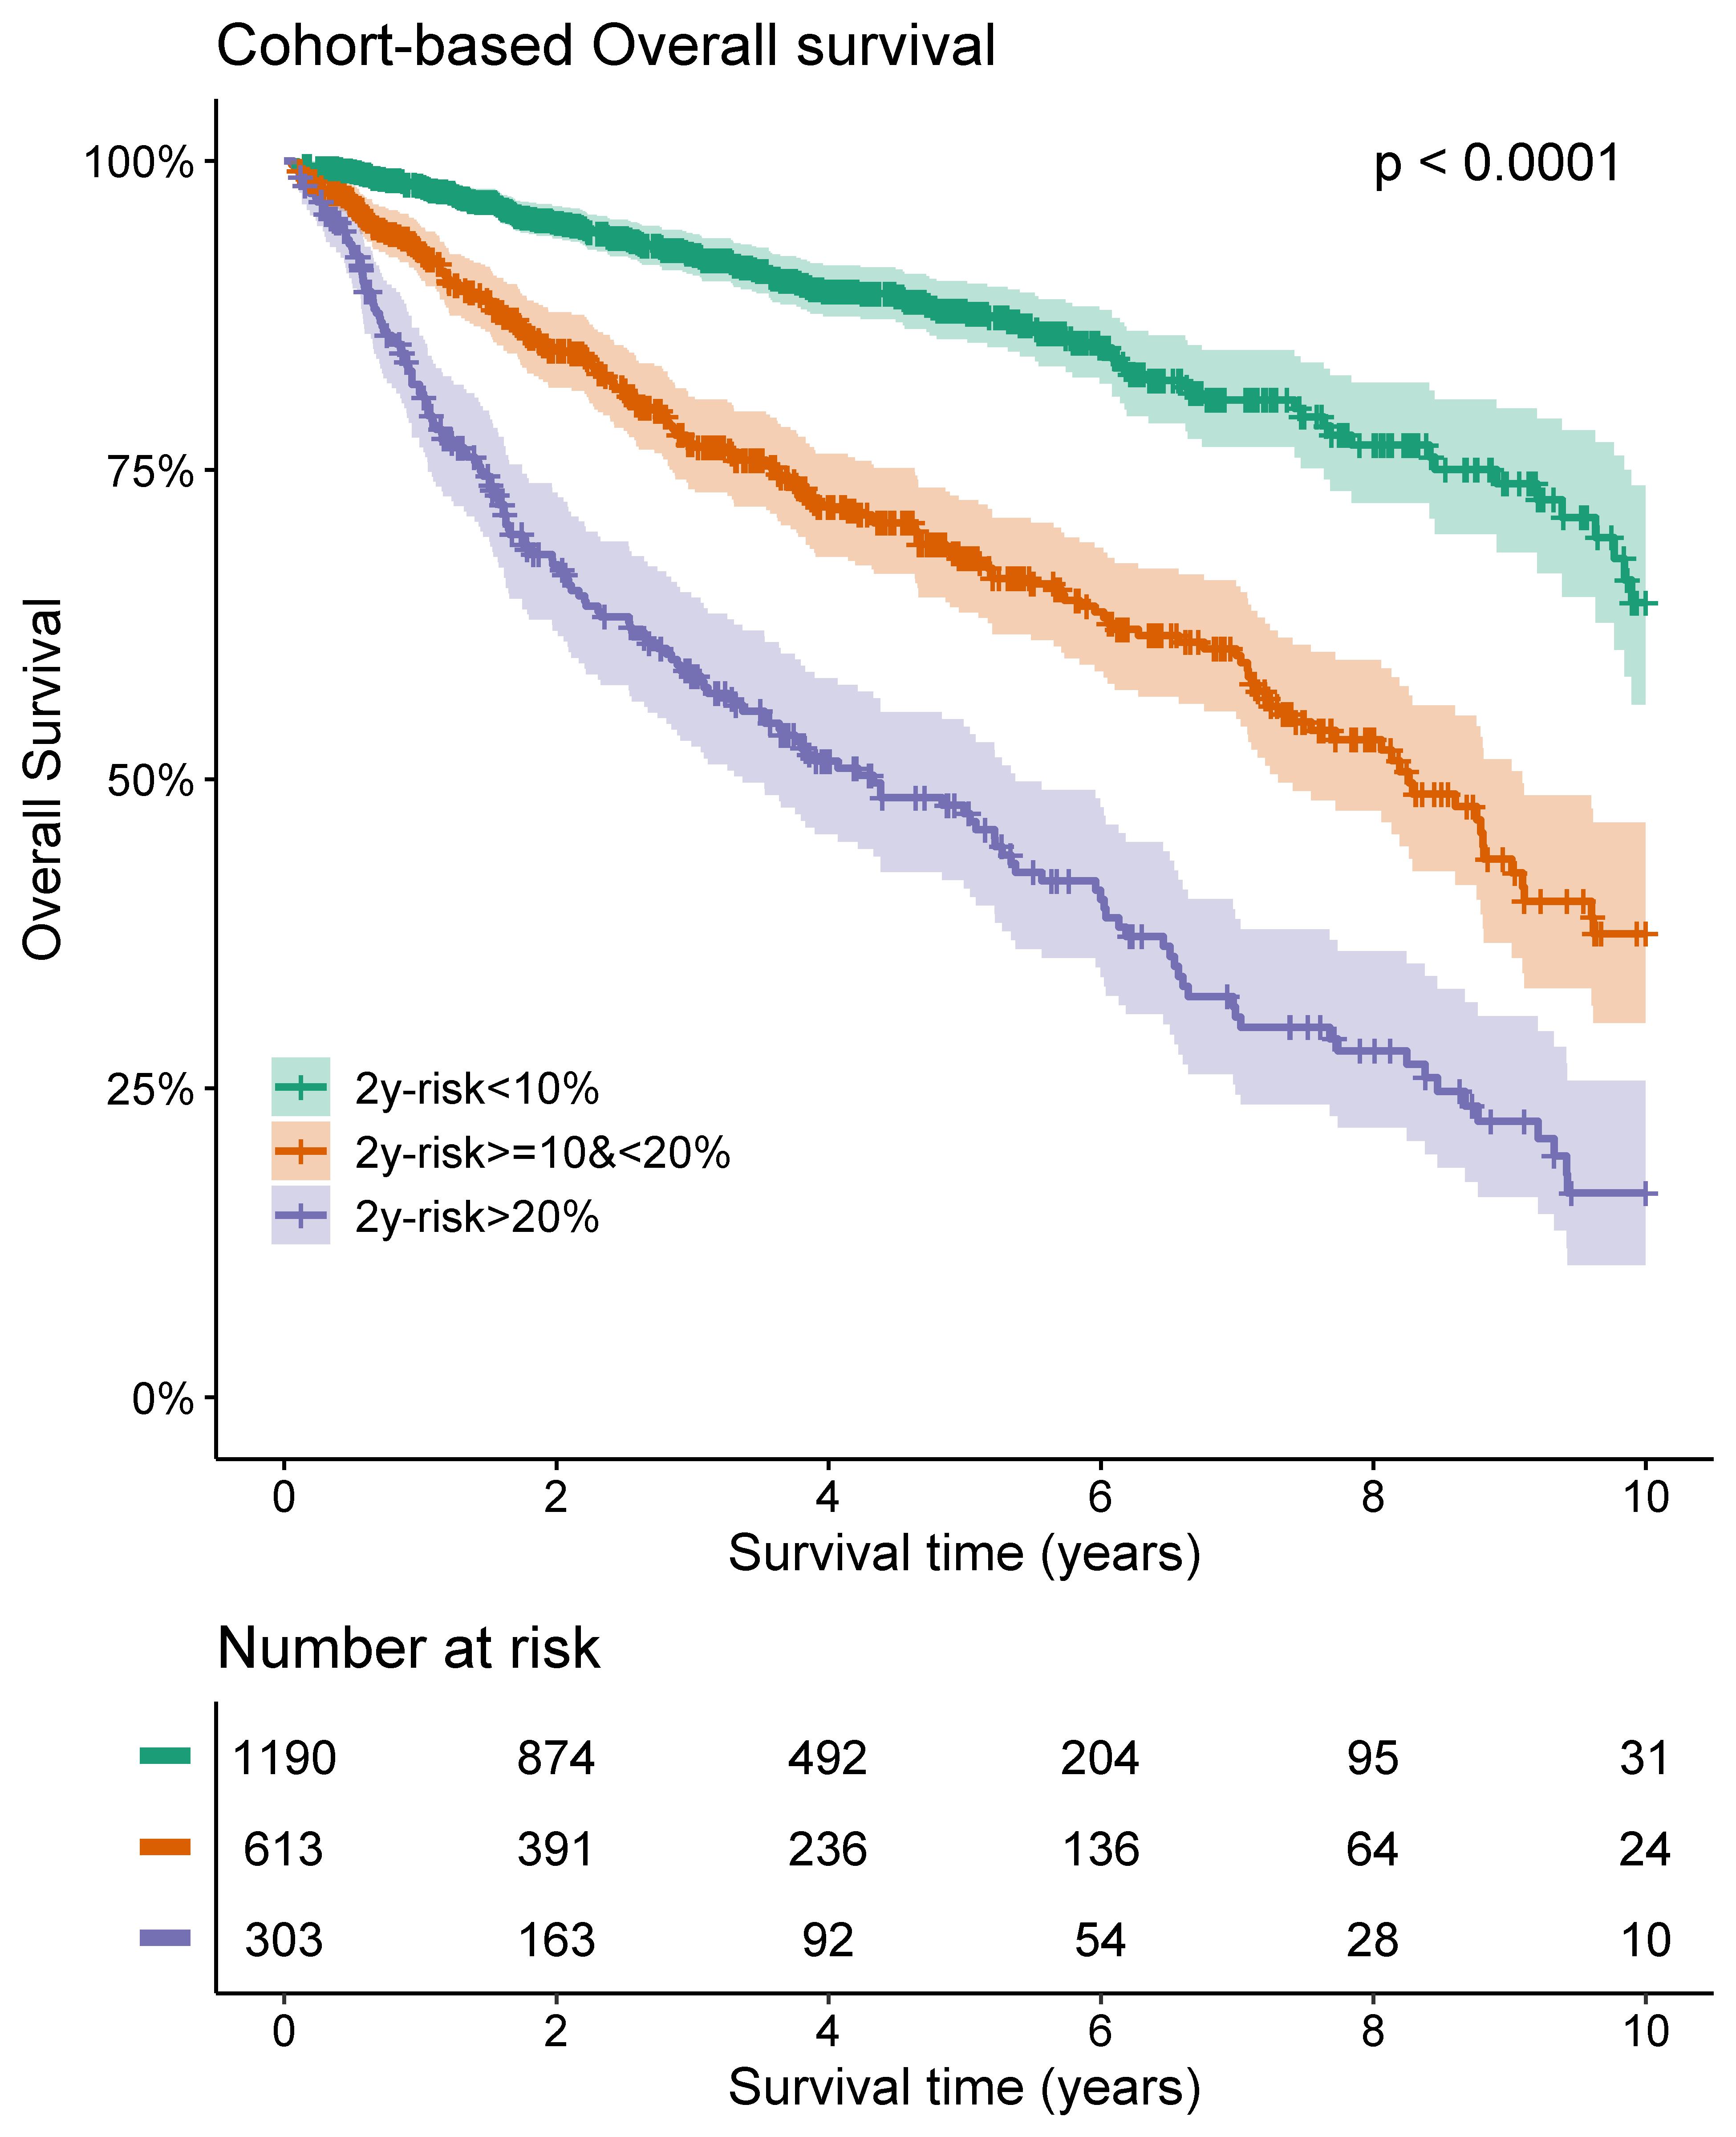 Cohort-based Overall survival
p < 0.0001
100%
75%
50%
25%
0%
Overall Survival
2y-risk<10%
2y-risk>=10&<20%
2y-risk>20%
0 2 4 6 8 10
Survival time (years)
Number at risk
1190 874 492 204 95 31
613 391 236 136 64 24
303 163 92 54 28 10
0 2 4 6 8 10
Survival time (years)